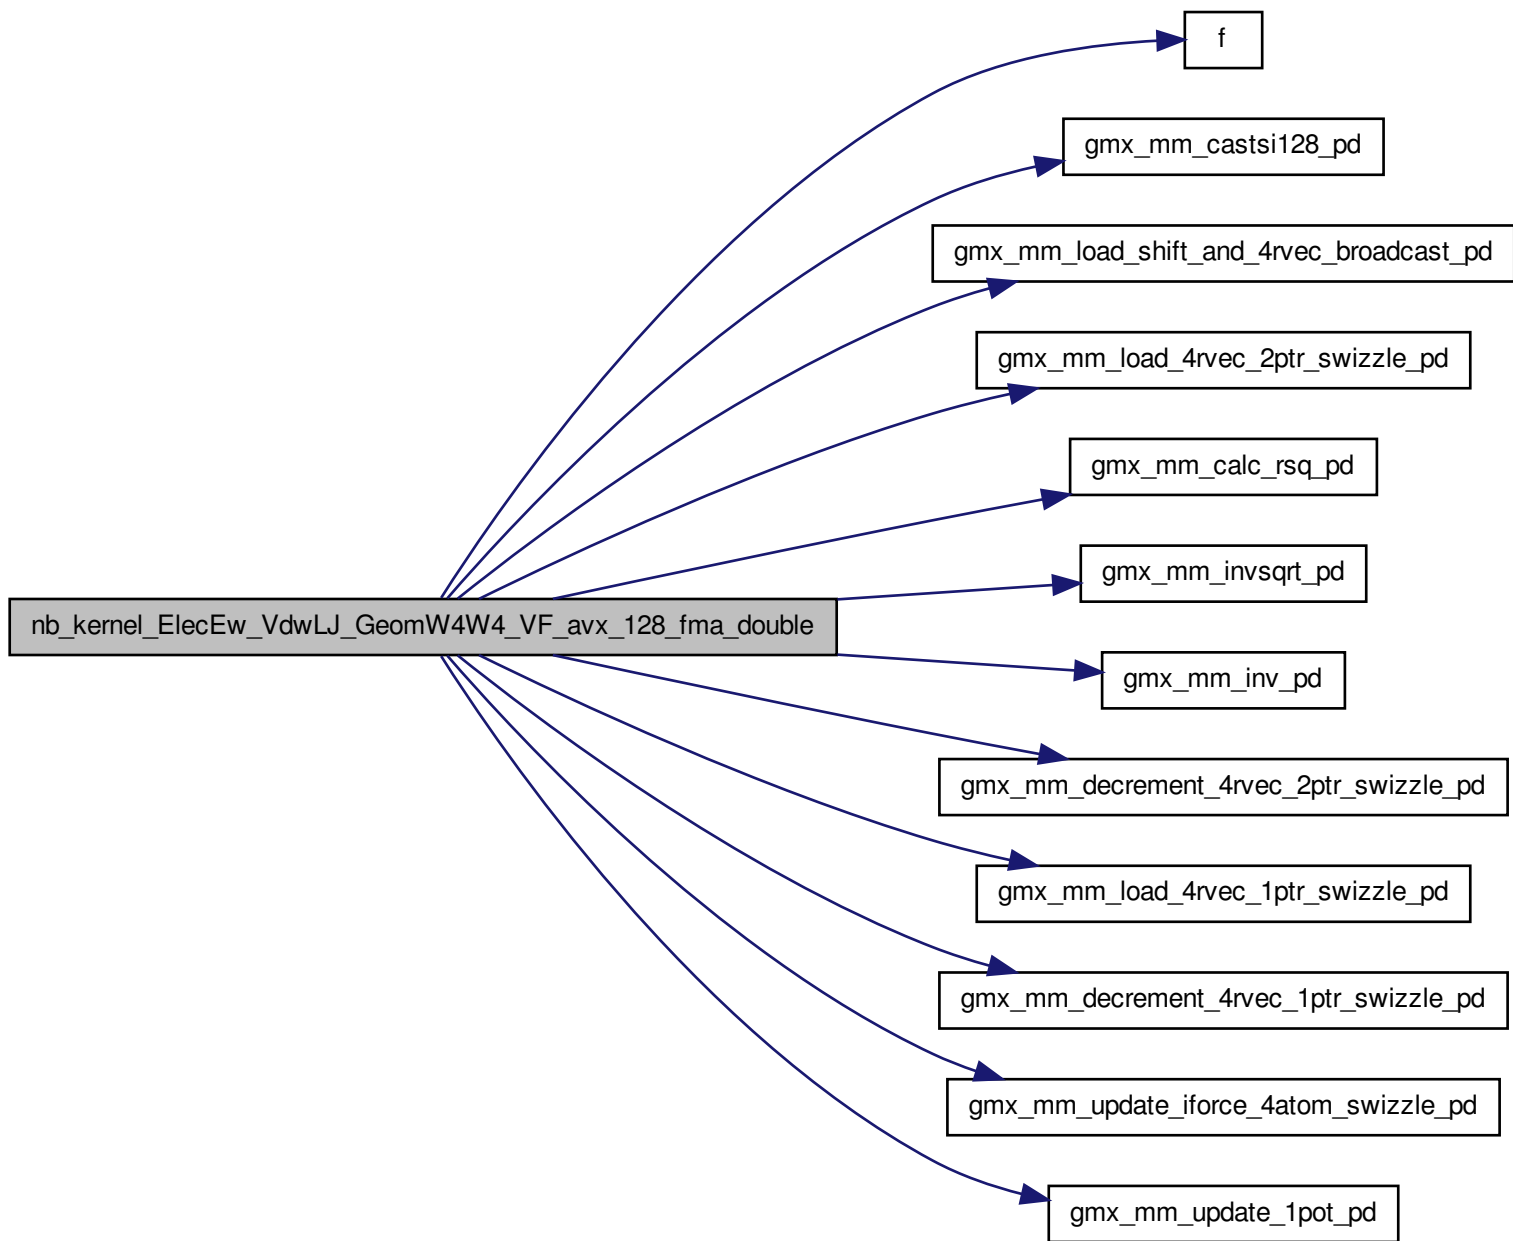 f
gmx_mm_castsi128_pd
gmx_mm_load_shift_and_4rvec_broadcast_pd
gmx_mm_load_4rvec_2ptr_swizzle_pd
gmx_mm_calc_rsq_pd
gmx_mm_invsqrt_pd
nb_kernel_ElecEw_VdwLJ_GeomW4W4_VF_avx_128_fma_double
gmx_mm_inv_pd
gmx_mm_decrement_4rvec_2ptr_swizzle_pd
gmx_mm_load_4rvec_1ptr_swizzle_pd
gmx_mm_decrement_4rvec_1ptr_swizzle_pd
gmx_mm_update_iforce_4atom_swizzle_pd
gmx_mm_update_1pot_pd